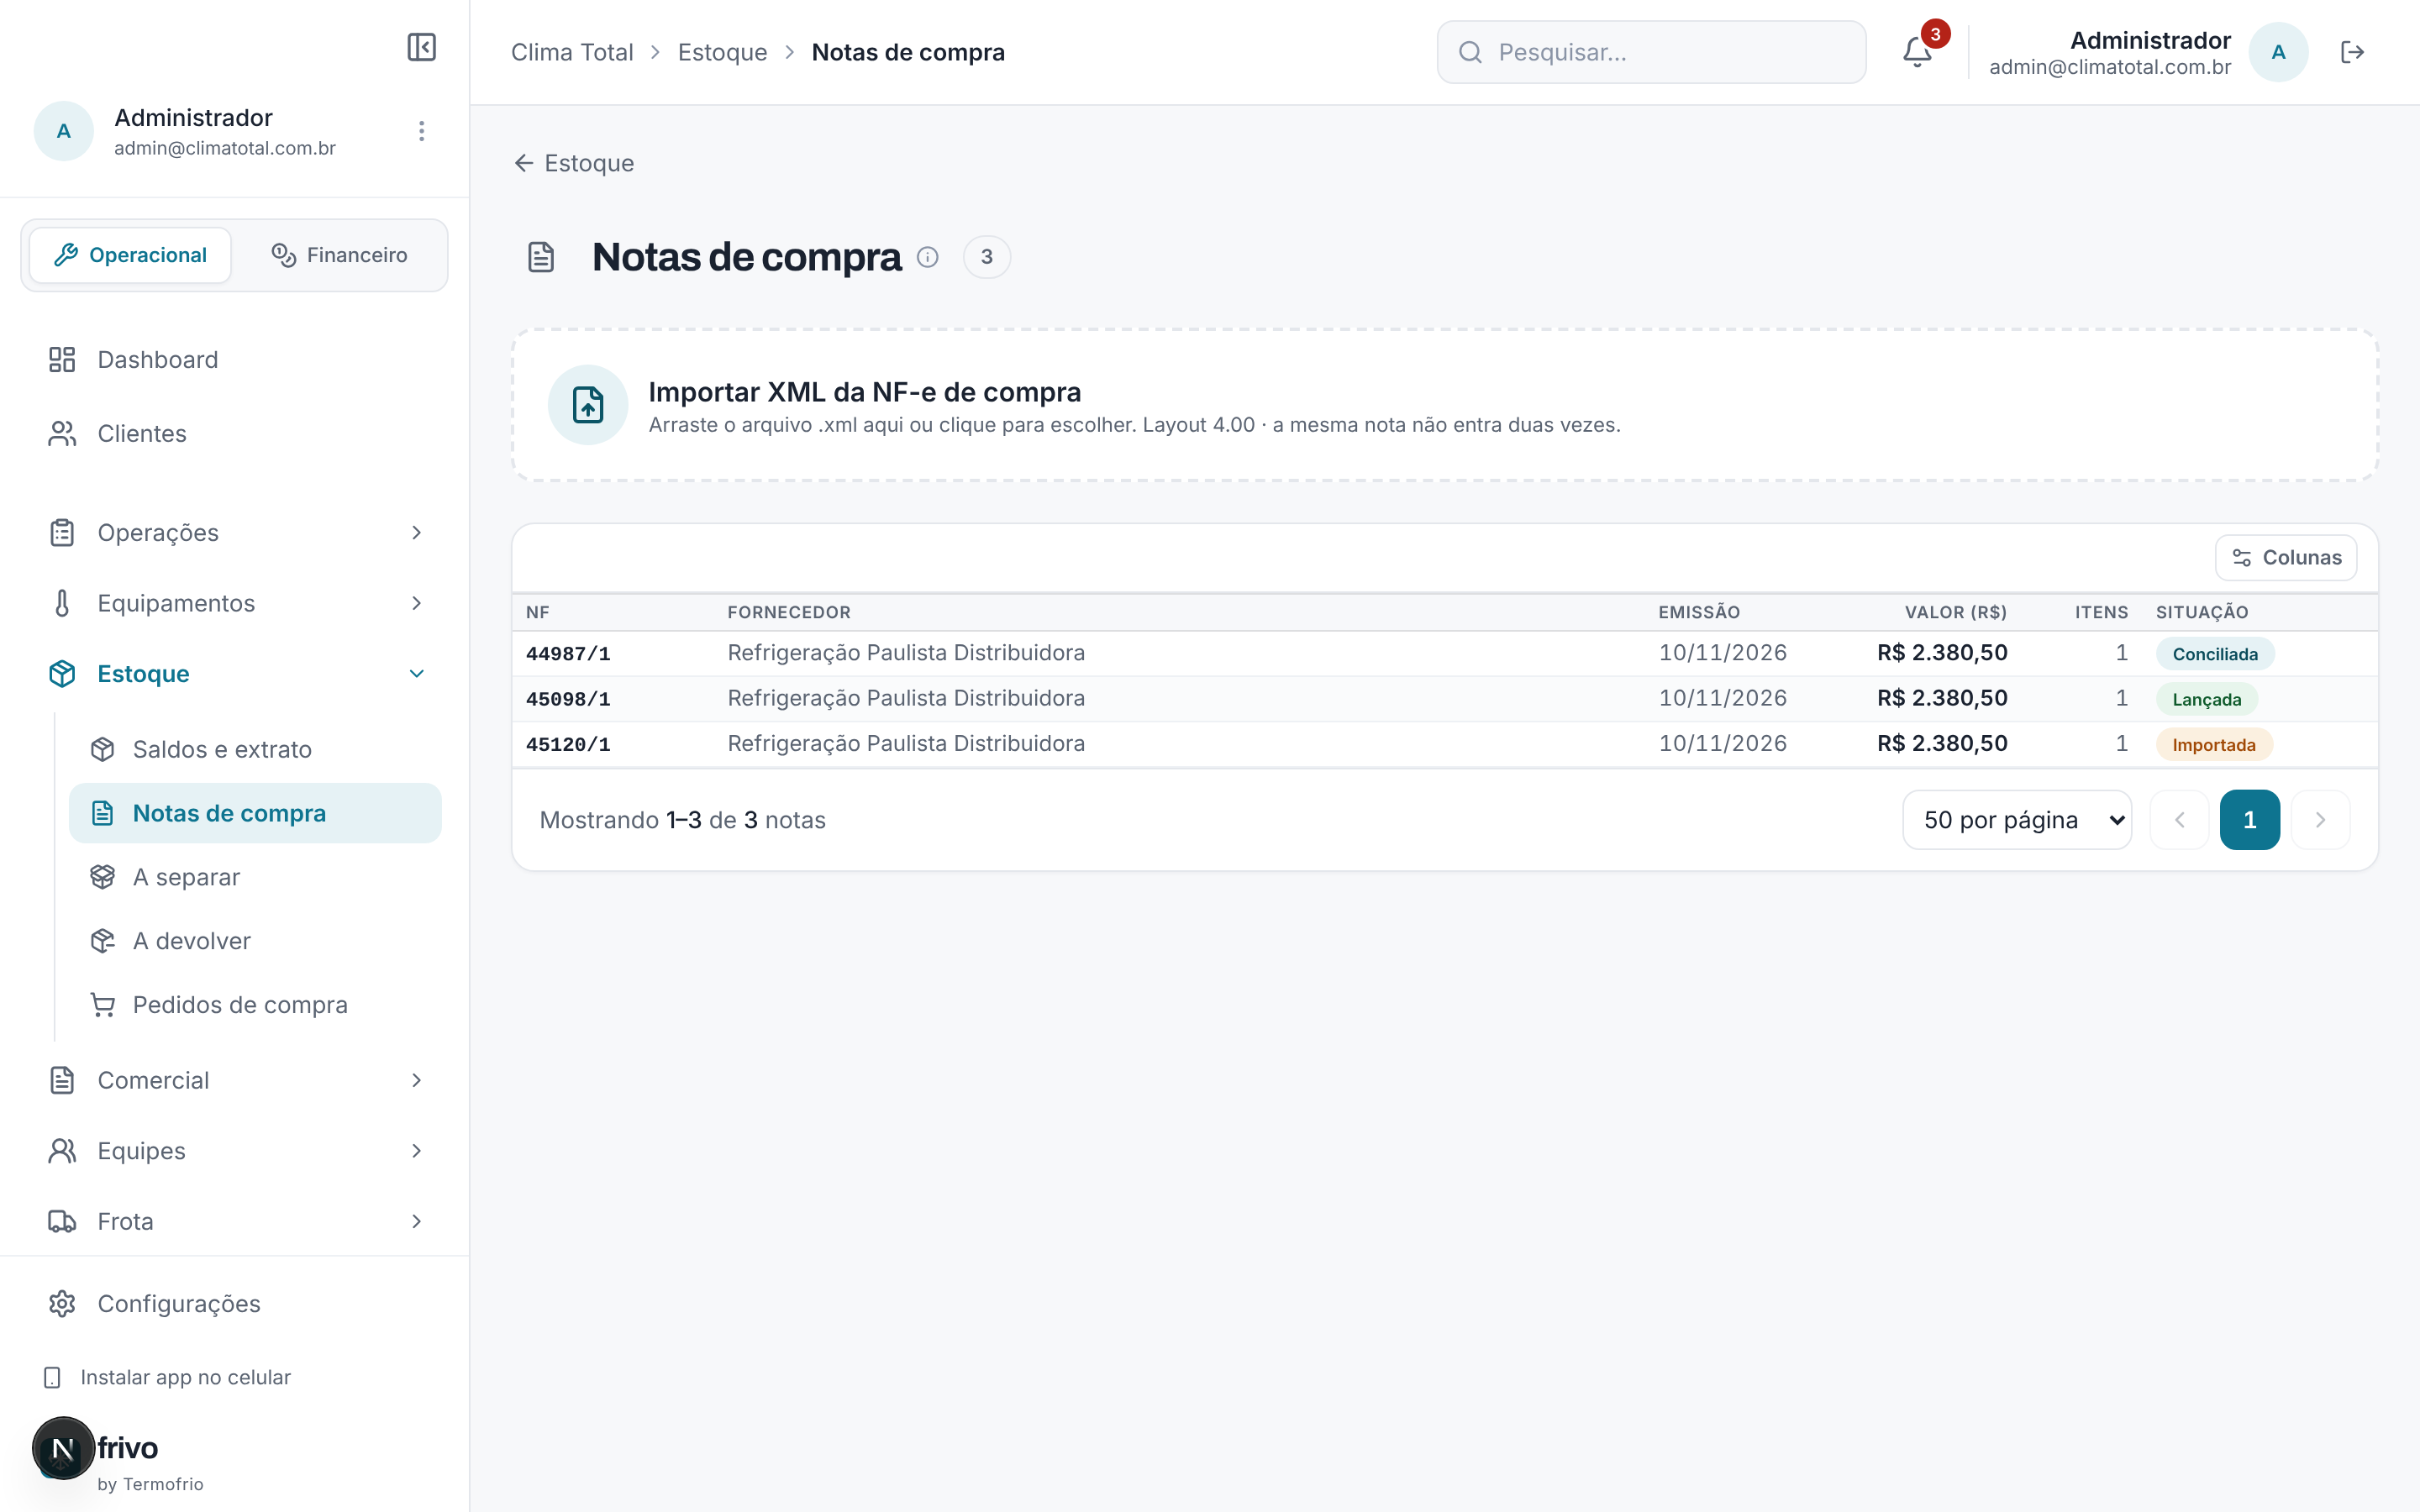 A
Administrador
admin@climatotal.com.br
Operacional
Financeiro
Dashboard
Clientes
Operações
Equipamentos
Estoque
Saldos e extrato
Notas de compra
A separar
A devolver
Pedidos de compra
Comercial
Equipes
Frota
Configurações
Instalar app no celular
N
frivo
by Termofrio
Clima Total > Estoque > Notas de compra
Pesquisar...
3
Administrador
admin@climatotal.com.br
A
← Estoque
Notas de compra 3
Importar XML da NF-e de compra
Arraste o arquivo .xml aqui ou clique para escolher. Layout 4.00 · a mesma nota não entra duas vezes.
Colunas
NF FORNECEDOR EMISSÃO VALOR (R$) ITENS SITUAÇÃO
44987/1 Refrigeração Paulista Distribuidora 10/11/2026 R$ 2.380,50 1 Conciliada
45098/1 Refrigeração Paulista Distribuidora 10/11/2026 R$ 2.380,50 1 Lançada
45120/1 Refrigeração Paulista Distribuidora 10/11/2026 R$ 2.380,50 1 Importada
Mostrando 1–3 de 3 notas
50 por página
1